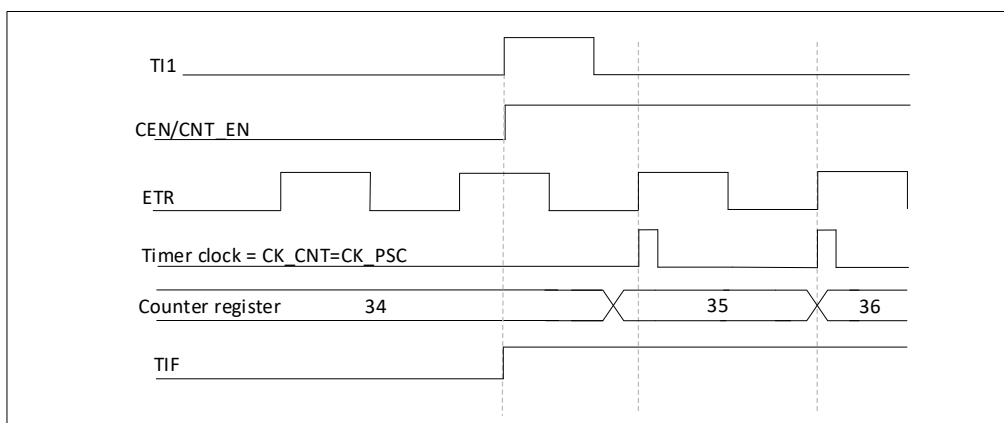 TI1
CEN/CNT_EN
ETR
Timer clock = CK_CNT=CK_PSC
Counter register 34 35 36
TIF